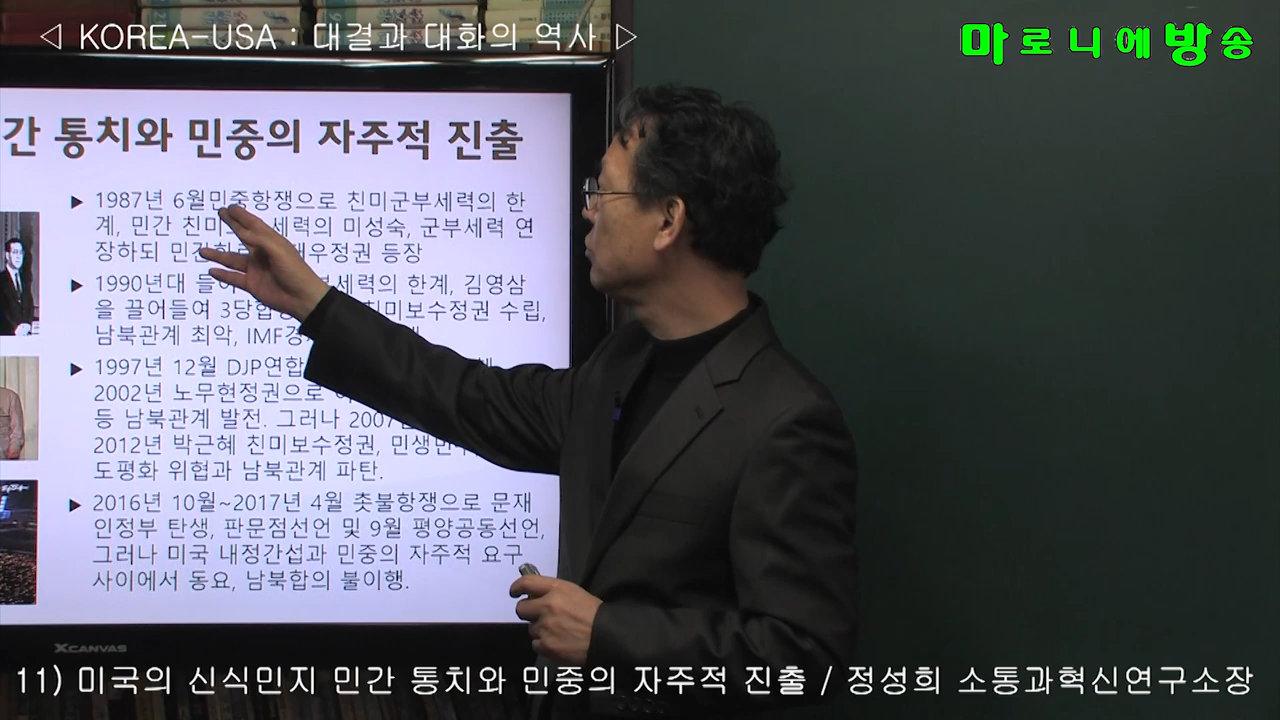 ◁ KOREA-USA : 대결과 대화의 역사 ▷
마로니에방송
간 통치와 민중의 자주적 진출
▶ 1987년 6월민중항쟁으로 친미군부세력의 한
계, 민간 친미 세력의 미성숙, 군부세력 연
장하되 등장
▶ 1990년대 세력의 한계, 김영삼
을 끌어들여 친미보수정권 수립,
남북관계 최악,
▶ 1997년 12월 DJP연합
2002년 노무현정권으로
등 남북관계 발전. 그러나
2012년 박근혜 친미보수정권,
도평화 위협과 남북관계 파탄.
▶ 2016년 10월~2017년 4월 촛불항쟁으로 문재
인정부 탄생, 판문점선언 및 9월 평양공동선언,
그러나 미국 내정간섭과 민중의 자주적 요구
사이에서 동요, 남북합의 불이행.
XCANVAS
11) 미국의 신식민지 민간 통치와 민중의 자주적 진출 / 정성희 소통과혁신연구소장